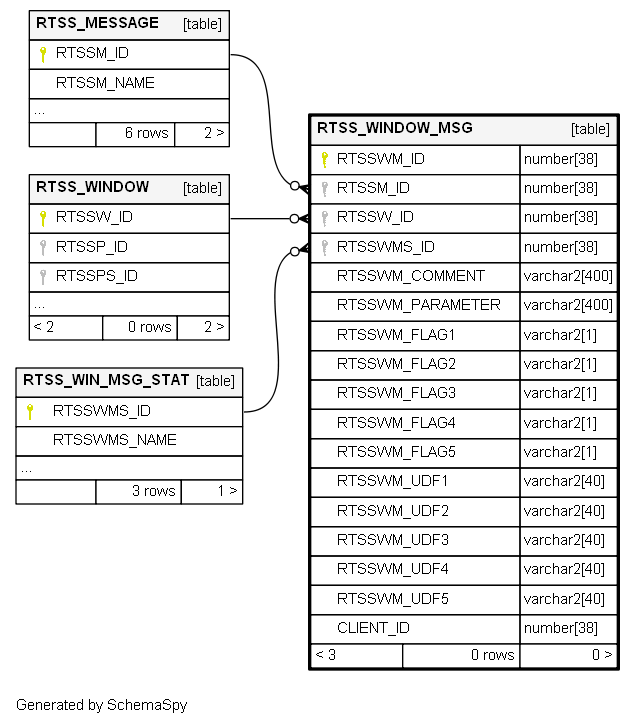 RTSS_MESSAGE [table]
RTSSM_ID
RTSSM_NAME
...
6 rows 2 >
RTSS_WINDOW [table]
RTSSW_ID
RTSSP_ID
RTSSPS_ID
...
< 2 0 rows 2 >
RTSS_WIN_MSG_STAT [table]
RTSSWMS_ID
RTSSWMS_NAME
...
3 rows 1 >
RTSS_WINDOW_MSG [table]
RTSSWM_ID number[38]
RTSSM_ID number[38]
RTSSW_ID number[38]
RTSSWMS_ID number[38]
RTSSWM_COMMENT varchar2[400]
RTSSWM_PARAMETER varchar2[400]
RTSSWM_FLAG1 varchar2[1]
RTSSWM_FLAG2 varchar2[1]
RTSSWM_FLAG3 varchar2[1]
RTSSWM_FLAG4 varchar2[1]
RTSSWM_FLAG5 varchar2[1]
RTSSWM_UDF1 varchar2[40]
RTSSWM_UDF2 varchar2[40]
RTSSWM_UDF3 varchar2[40]
RTSSWM_UDF4 varchar2[40]
RTSSWM_UDF5 varchar2[40]
CLIENT_ID number[38]
< 3 0 rows 0 >
Generated by SchemaSpy